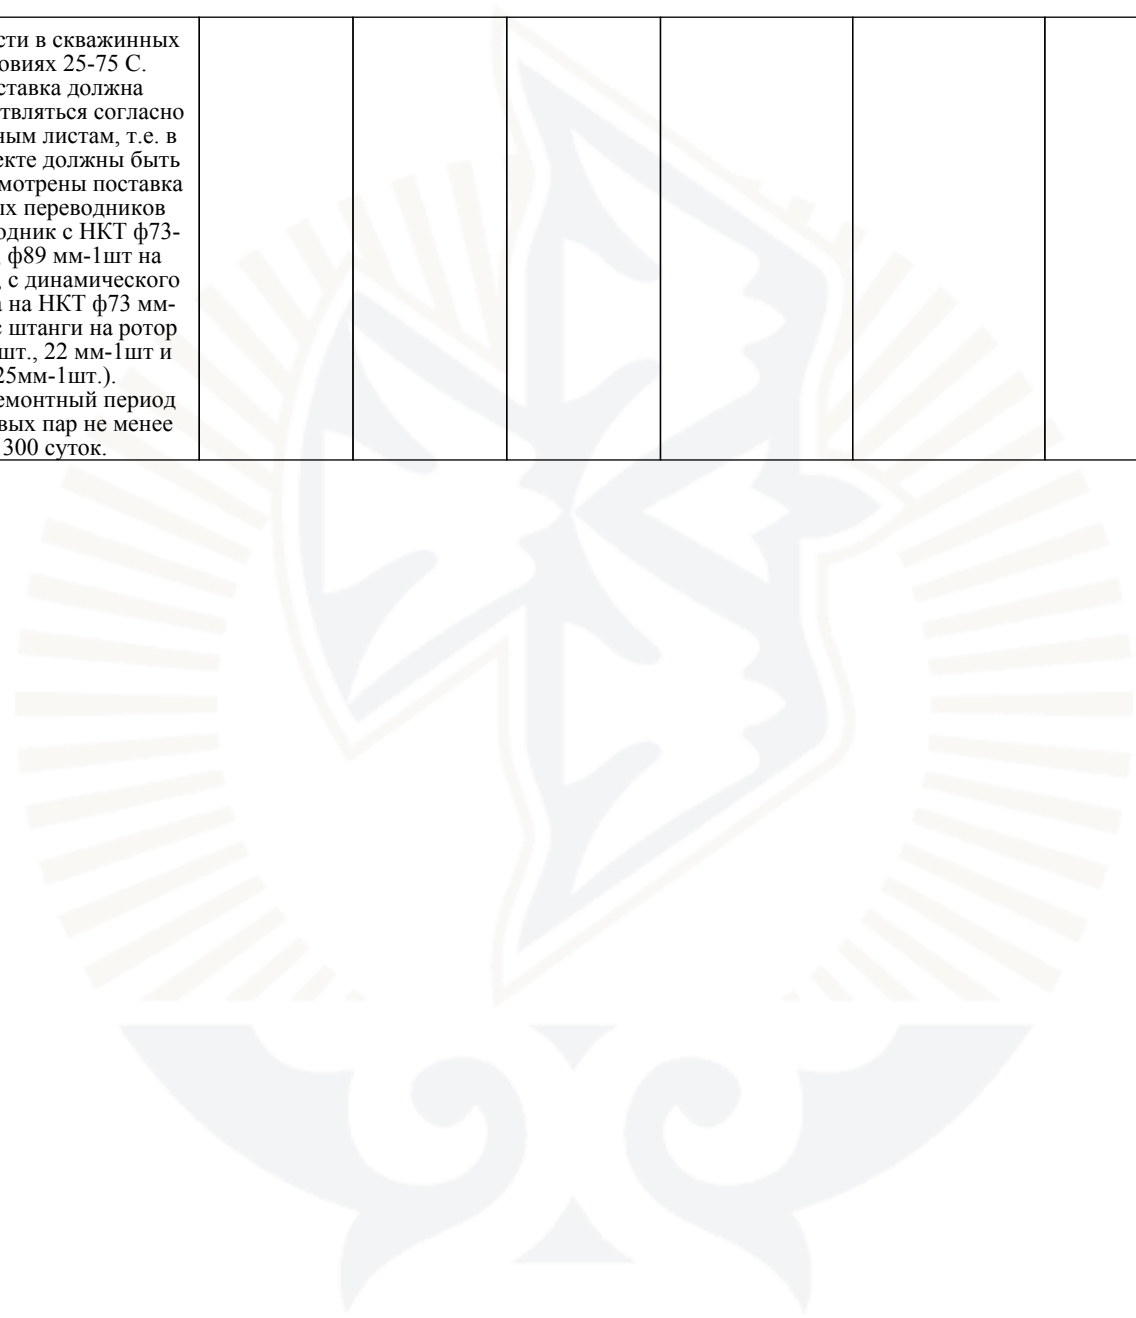 сти в скважинных
овиях 25-75 С.
ставка должна
твляться согласно
ным листам, т.е. в
екте должны быть
мотрены поставка
ых переводников
одник с НКТ ф73-
, ф89 мм-1шт на
, с динамического
а на НКТ ф73 мм-
е штанги на ротор
шт., 22 мм-1шт и
25мм-1шт.).
емонтный период
вых пар не менее
300 суток.